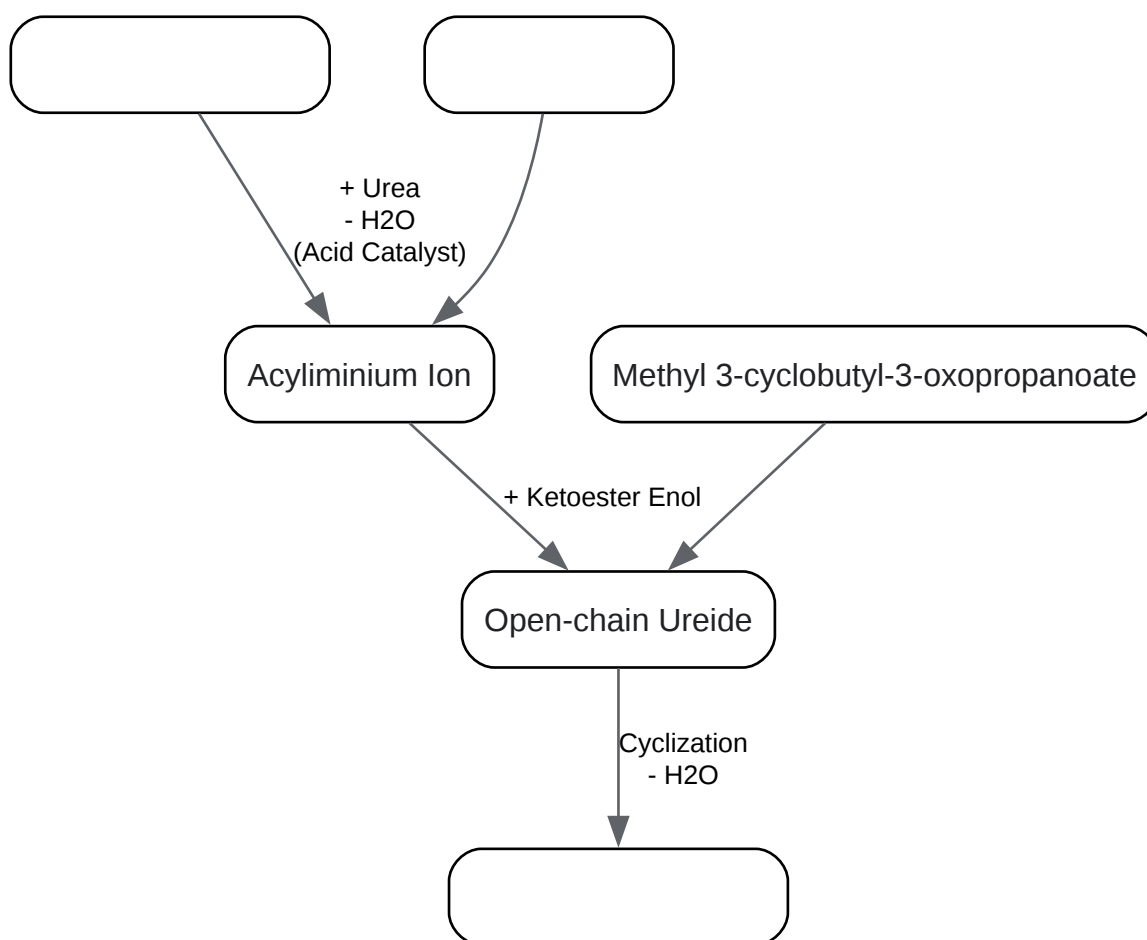 + Urea
- H2O
(Acid Catalyst)
Acyliminium Ion
Methyl 3-cyclobutyl-3-oxopropanoate
+ Ketoester Enol
Open-chain Ureide
Cyclization
- H2O